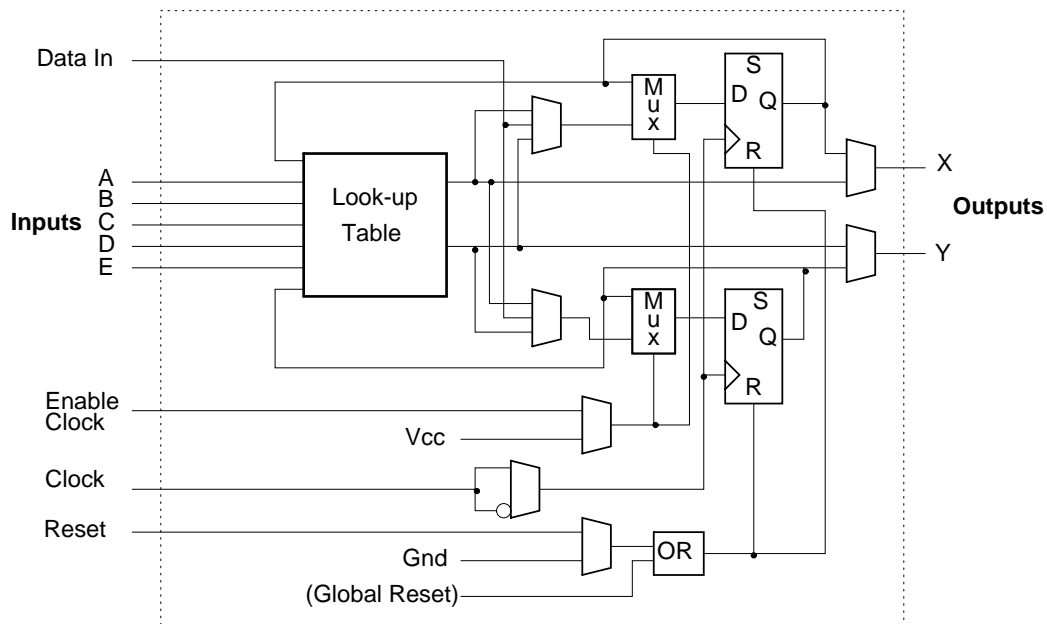 Data In
M
u
x
S
D
Q
R
A
B
Inputs
C
D
E
Look-up
Table
X
Outputs
Y
M
u
x
S
D
Q
R
Enable
Clock
Vcc
Clock
Reset
Gnd
OR
(Global Reset)